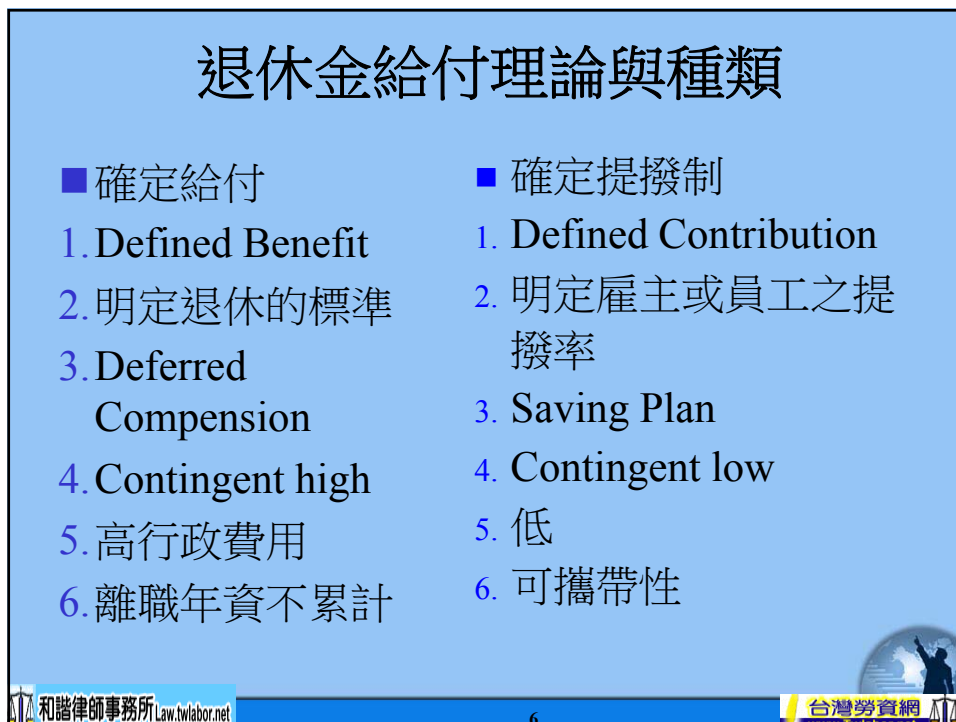 退休金給付理論與種類
■確定給付
1.Defined Benefit
2.明定退休的標準
3.Deferred
Compension
4.Contingent high
5.高行政費用
6.離職年資不累計
■ 確定提撥制
1. Defined Contribution
2. 明定雇主或員工之提
撥率
3. Saving Plan
4. Contingent low
5. 低
6. 可攜帶性
和諧律師事務所Law.twlabor.net
6
台灣勞資網